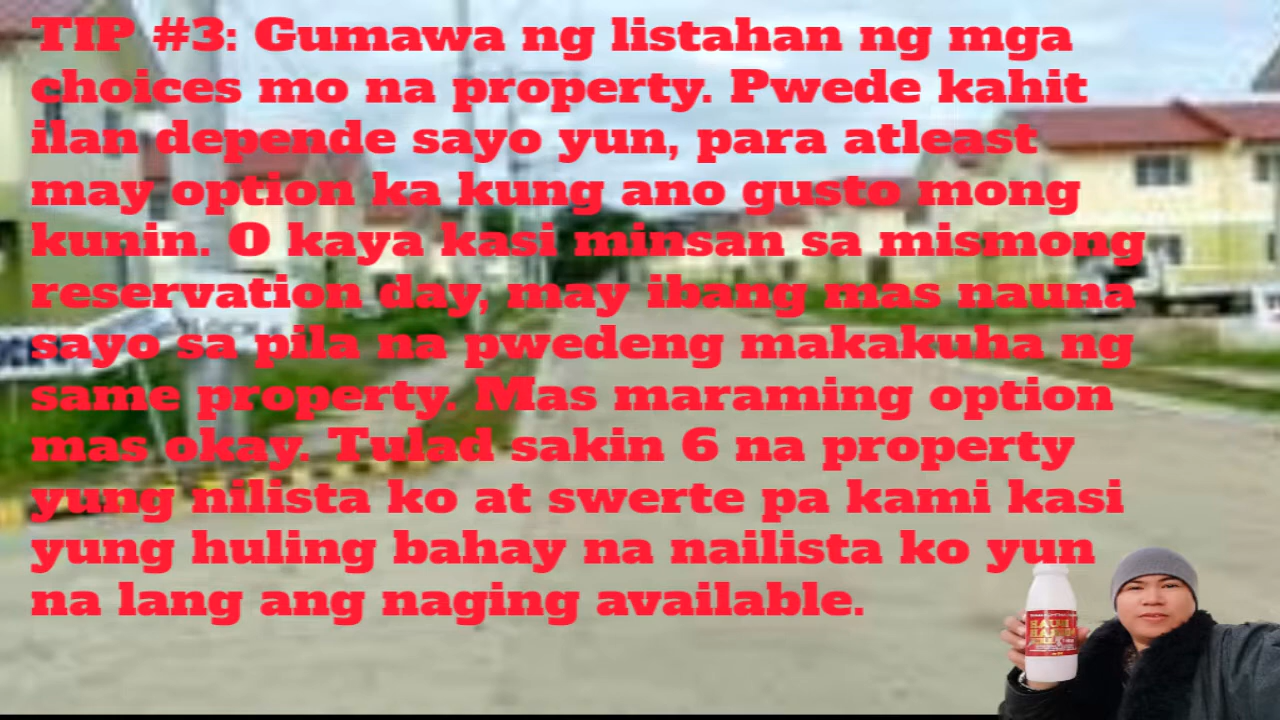 TIP #3: Gumawa ng listahan ng mga
choices mo na property. Pwede kahit
ilan depende sayo yun, para atleast
may option ka kung ano gusto mong
kunin. O kaya kasi minsan sa mismong
reservation day, may ibang mas nauna
sayo sa pila na pwedeng makakuha ng
same property. Mas maraming option
mas okay. Tulad sakin 6 na property
yung nilista ko at swerte pa kami kasi
yung huling bahay na nailista ko yun
na lang ang naging available.